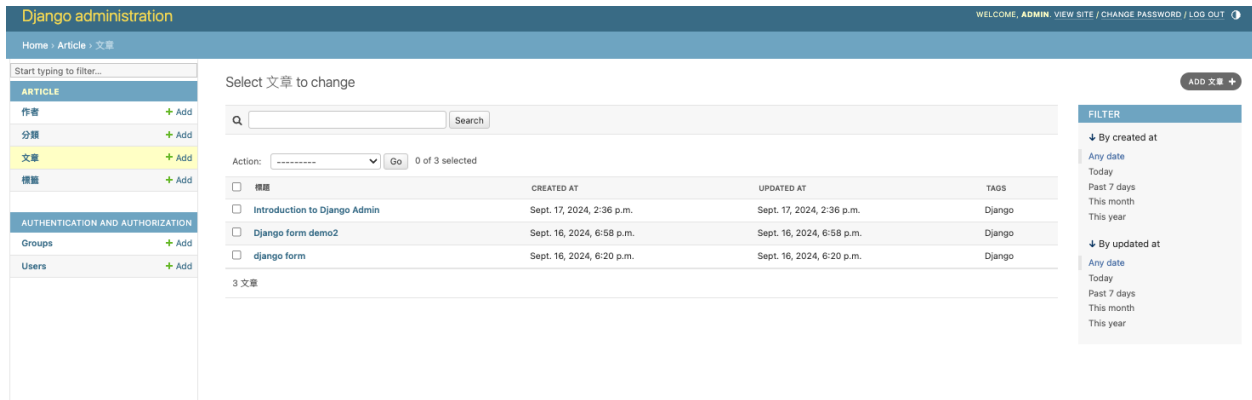 Django administration
WELCOME, ADMIN. VIEW SITE / CHANGE PASSWORD / LOG OUT
Home › Article › 文章
Start typing to filter...
ARTICLE
作者 + Add
分類 + Add
文章 + Add
標籤 + Add
AUTHENTICATION AND AUTHORIZATION
Groups + Add
Users + Add
Select 文章 to change
ADD 文章 +
Search
Action: --------- Go 0 of 3 selected
標題 CREATED AT UPDATED AT TAGS
Introduction to Django Admin Sept. 17, 2024, 2:36 p.m. Sept. 17, 2024, 2:36 p.m. Django
Django form demo2 Sept. 16, 2024, 6:58 p.m. Sept. 16, 2024, 6:58 p.m. Django
django form Sept. 16, 2024, 6:20 p.m. Sept. 16, 2024, 6:20 p.m. Django
3 文章
FILTER
↓ By created at
Any date
Today
Past 7 days
This month
This year
↓ By updated at
Any date
Today
Past 7 days
This month
This year